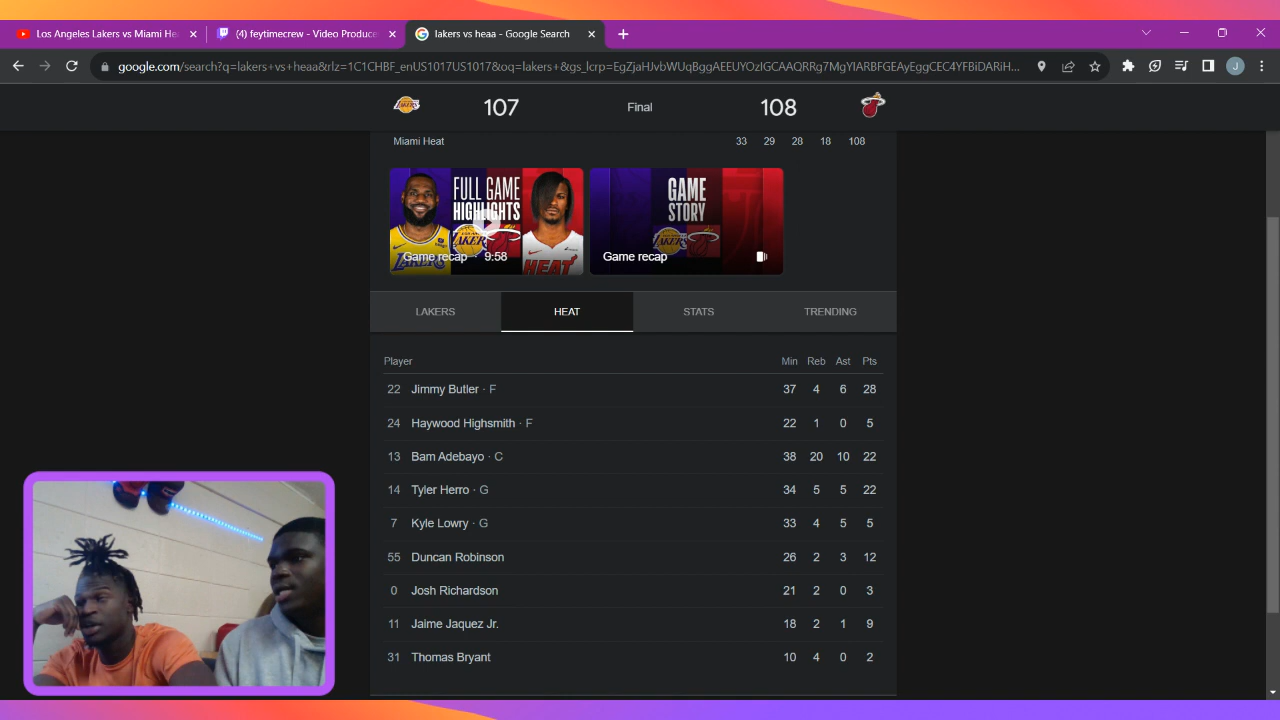 Los Angeles Lakers vs Miami He
(4) feytimecrew - Video Produce
lakers vs heaa - Google Search
google.com/search?q=lakers+vs+heaa&rlz=1C1CHBF_enUS1017US1017&oq=lakers+&gs_lcrp=EgZjaHJvbWUqBggAEEUYOzIGCAAQRRg7MgYIARBFGEAyEggCEC4YFBiDARiH...
J
LAKERS
107
Final
108
Miami Heat 33 29 28 18 108
FULL GAME
HIGHLIGHTS
LAKERS
Game recap · 9:58
LAKERS
HEAT
GAME
STORY
LAKERS
Game recap
LAKERS
HEAT
STATS
TRENDING
Player Min Reb Ast Pts
22 Jimmy Butler · F 37 4 6 28
24 Haywood Highsmith · F 22 1 0 5
13 Bam Adebayo · C 38 20 10 22
14 Tyler Herro · G 34 5 5 22
7 Kyle Lowry · G 33 4 5 5
55 Duncan Robinson 26 2 3 12
0 Josh Richardson 21 2 0 3
11 Jaime Jaquez Jr. 18 2 1 9
31 Thomas Bryant 10 4 0 2